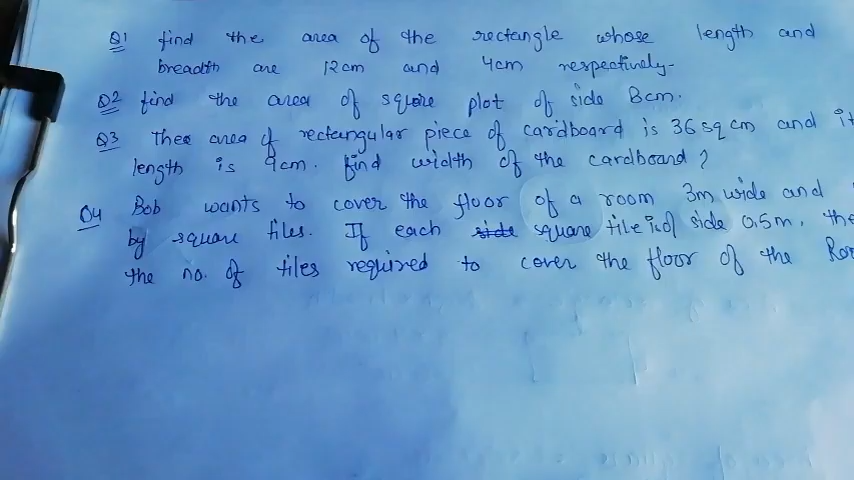 Q1 find the area of the rectangle whose length and
breadth are 12cm and 4cm respectively.
Q2 find the area of square plot of side 8cm.
Q3 Thee area of rectangular piece of cardboard is 36 sq cm and it
length is 9cm. find width of the cardboard ?
Q4 Bob wants to cover the floor of a room 3m wide and
by square tiles. If each side square tile is of side 0.5m, the
the no. of tiles required to cover the floor of the Roo